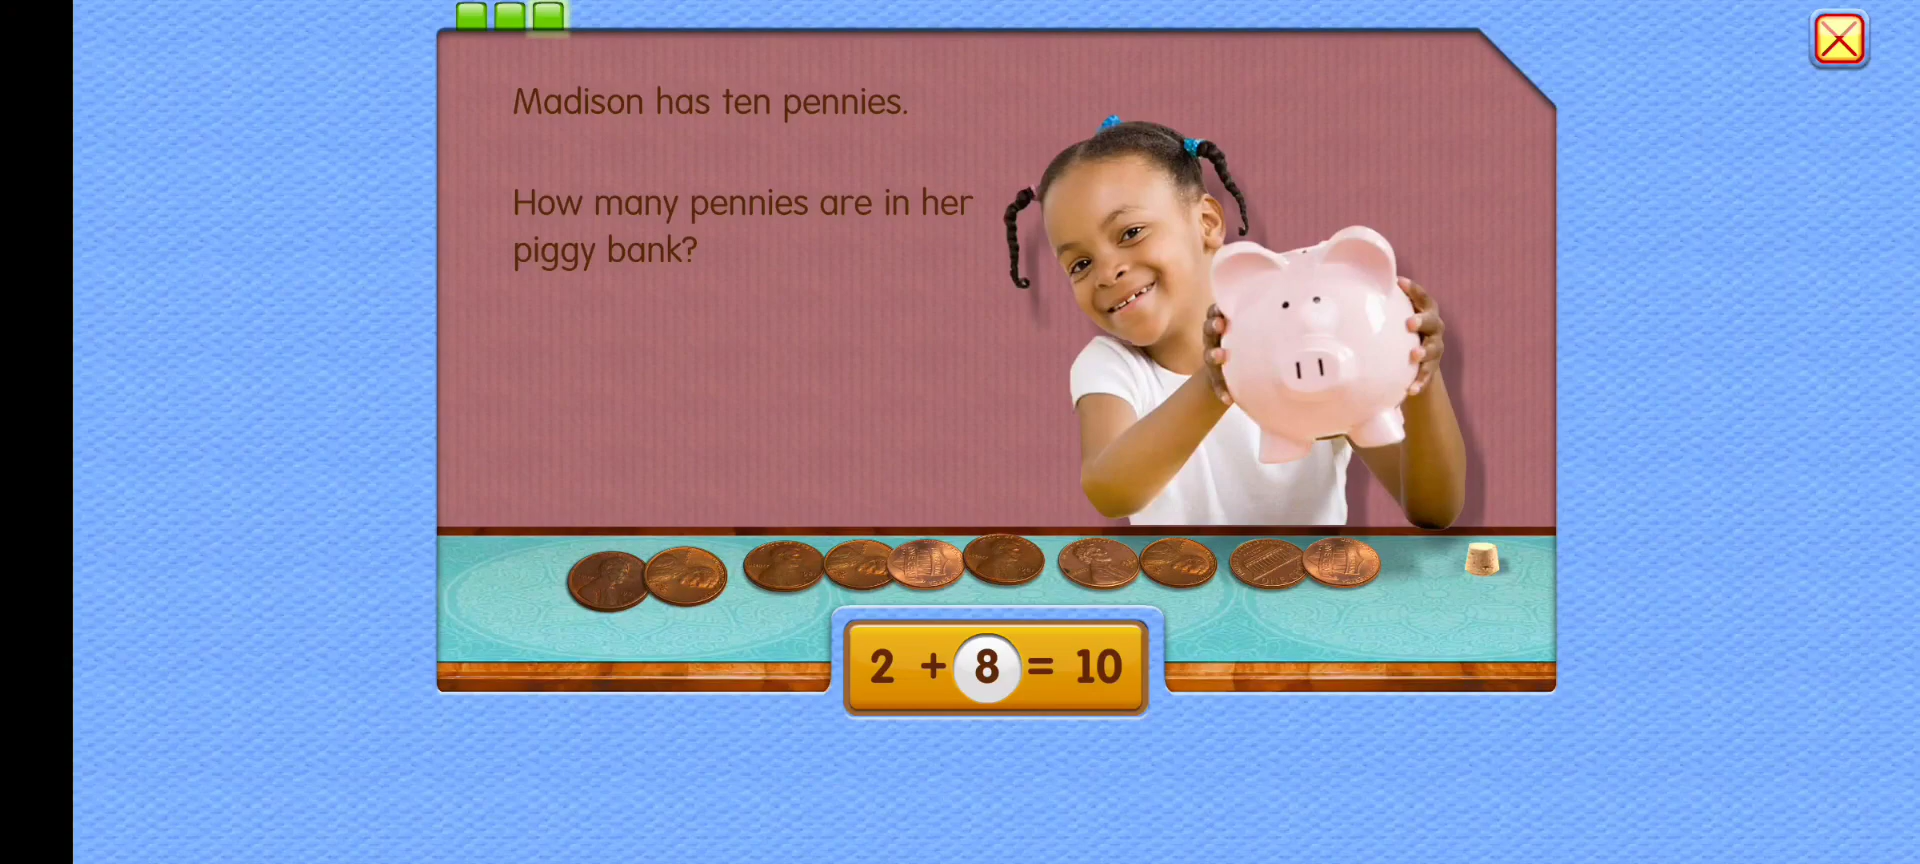 Madison has ten pennies.
How many pennies are in her
piggy bank?
2 + 8 = 10